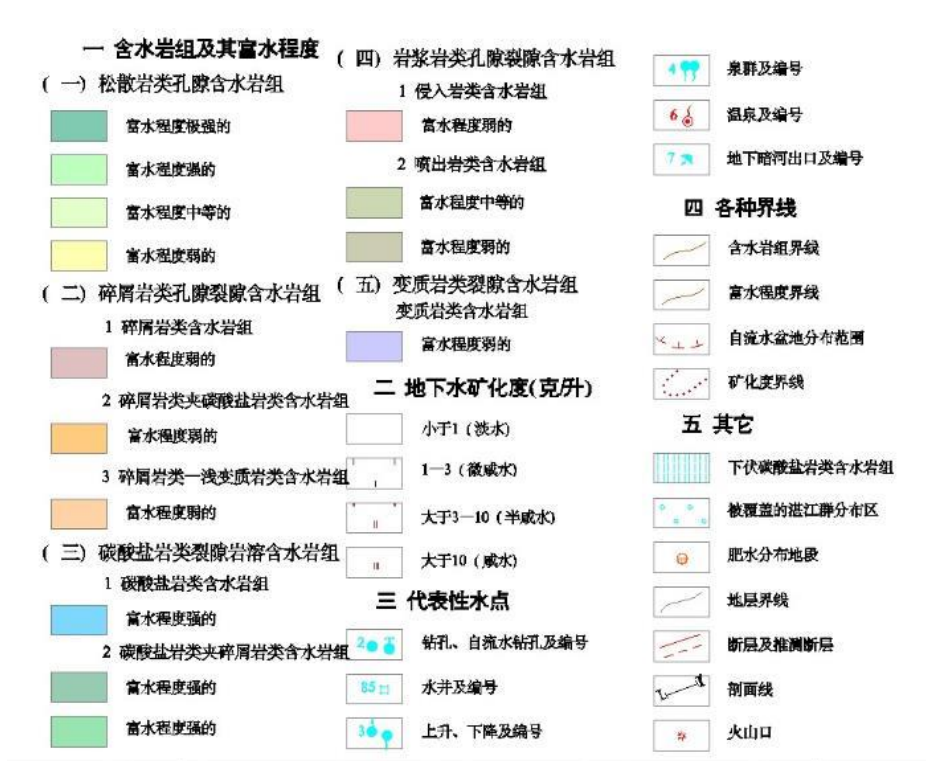 一 含水岩组及其富水程度
( 一) 松散岩类孔隙含水岩组
富水程度极强的
富水程度强的
富水程度中等的
富水程度弱的
( 二) 碎屑岩类孔隙裂隙含水岩组
1 碎屑岩类含水岩组
富水程度弱的
2 碎屑岩类夹碳酸盐岩类含水岩组
富水程度弱的
3 碎屑岩类一浅变质岩类含水岩组
富水程度弱的
( 三) 碳酸盐岩类裂隙岩溶含水岩组
1 碳酸盐岩类含水岩组
富水程度强的
2 碳酸盐岩类夹碎屑岩类含水岩组
富水程度强的
富水程度强的
( 四) 岩浆岩类孔隙裂隙含水岩组
1 侵入岩类含水岩组
富水程度弱的
2 喷出岩类含水岩组
富水程度中等的
富水程度弱的
( 五) 变质岩类裂隙含水岩组
变质岩类含水岩组
富水程度弱的
二 地下水矿化度(克/升)
小于1 (淡水)
1—3 (微咸水)
大于3—10 (半咸水)
大于10 (咸水)
三 代表性水点
2 钻孔、自流水钻孔及编号
85 水井及编号
3 上升、下降及编号
4 泉群及编号
6 温泉及编号
7 地下暗河出口及编号
四 各种界线
含水岩组界线
富水程度界线
自流水盆地分布范围
矿化度界线
五 其它
下伏碳酸盐岩类含水岩组
被覆盖的湛江群分布区
肥水分布地段
地层界线
断层及推测断层
剖面线
火山口